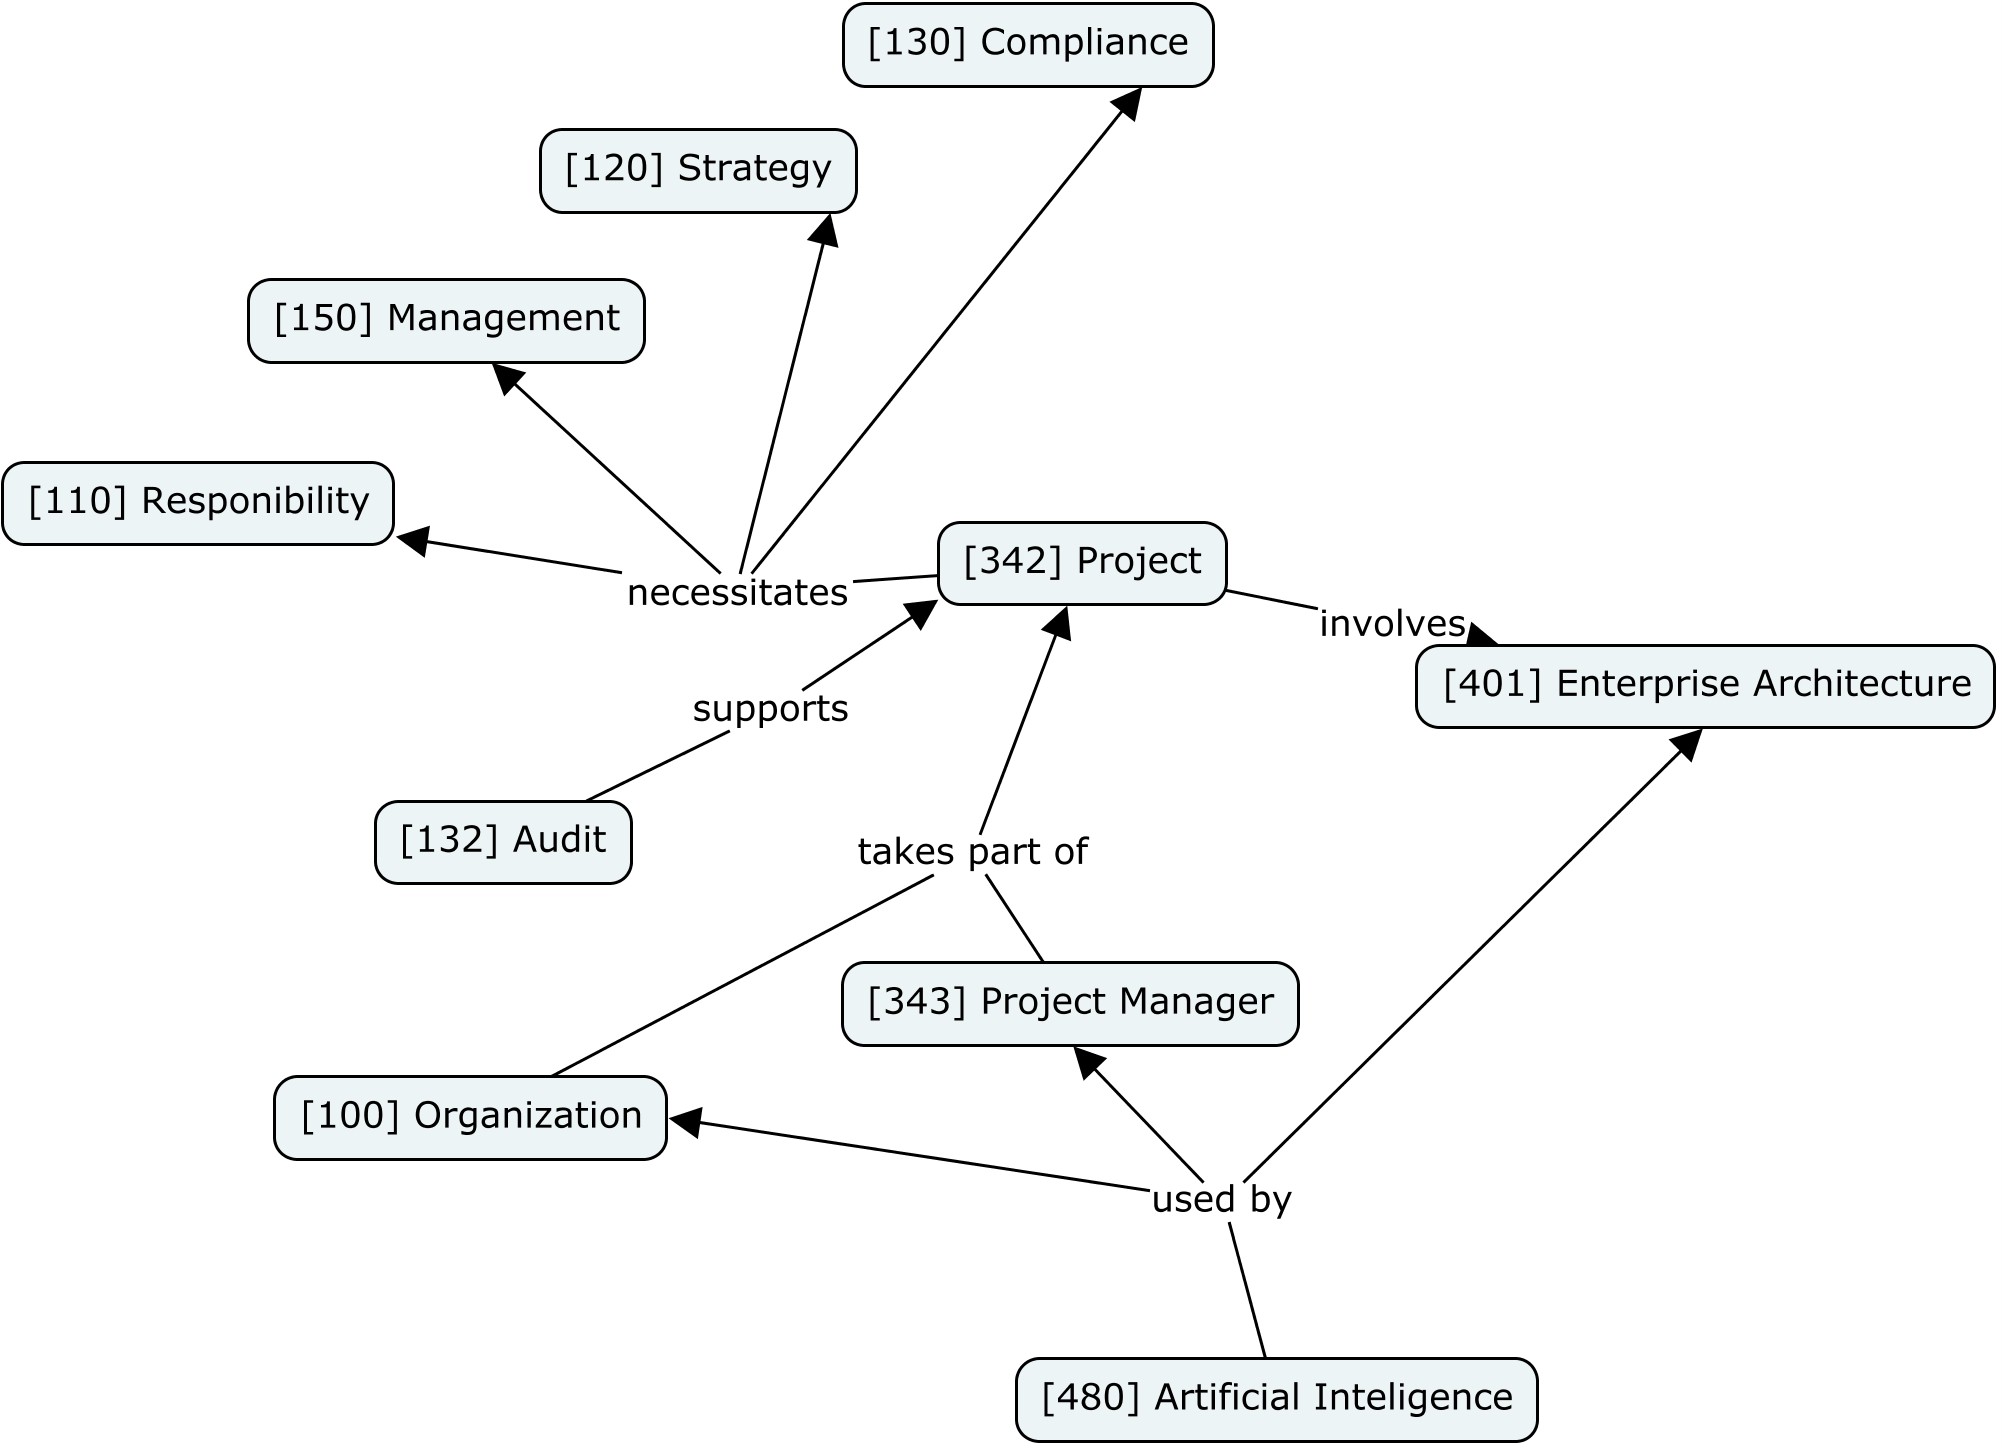 [130] Compliance
[120] Strategy
[150] Management
[110] Responibility
[342] Project
necessitates
involves
[401] Enterprise Architecture
supports
[132] Audit
takes part of
[343] Project Manager
[100] Organization
used by
[480] Artificial Inteligence